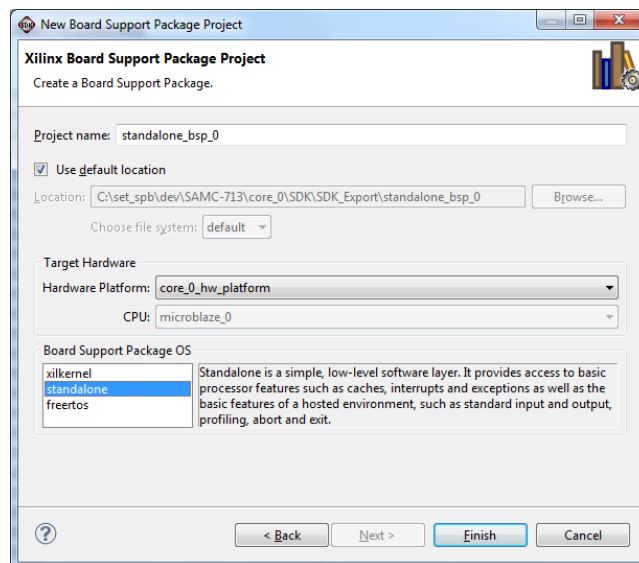 New Board Support Package Project
Xilinx Board Support Package Project
Create a Board Support Package.
Project name: standalone_bsp_0
Use default location
Location: C:\set_spb\dev\SAMC-713\core_0\SDK\SDK_Export\standalone_bsp_0 Browse...
Choose file system: default
Target Hardware
Hardware Platform: core_0_hw_platform
CPU: microblaze_0
Board Support Package OS
xilkernel
standalone
freertos
Standalone is a simple, low-level software layer. It provides access to basic
processor features such as caches, interrupts and exceptions as well as the
basic features of a hosted environment, such as standard input and output,
profiling, abort and exit.
? < Back Next > Finish Cancel